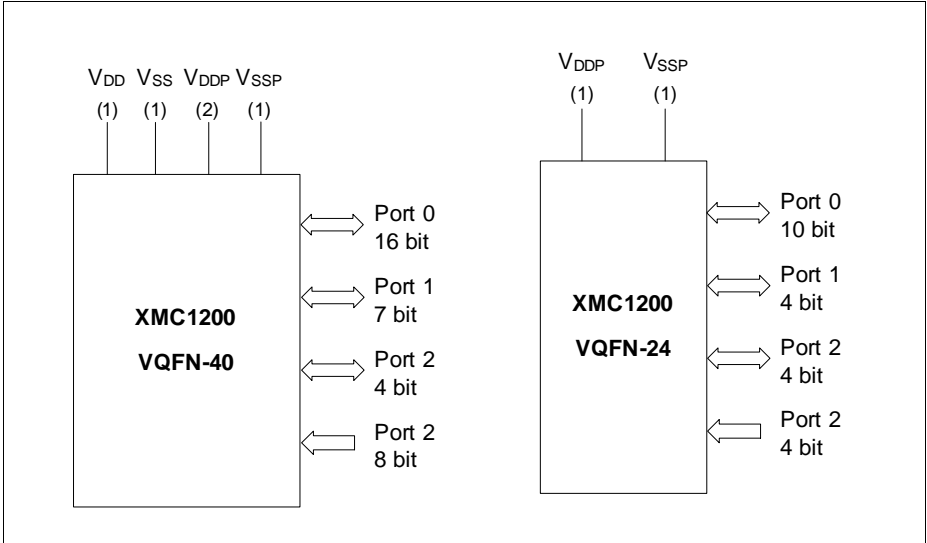 VDD VSS VDDP VSSP
(1) (1) (2) (1)
Port 0
16 bit
Port 1
7 bit
XMC1200
VQFN-40
Port 2
4 bit
Port 2
8 bit
VDDP VSSP
(1) (1)
Port 0
10 bit
Port 1
4 bit
XMC1200
VQFN-24
Port 2
4 bit
Port 2
4 bit